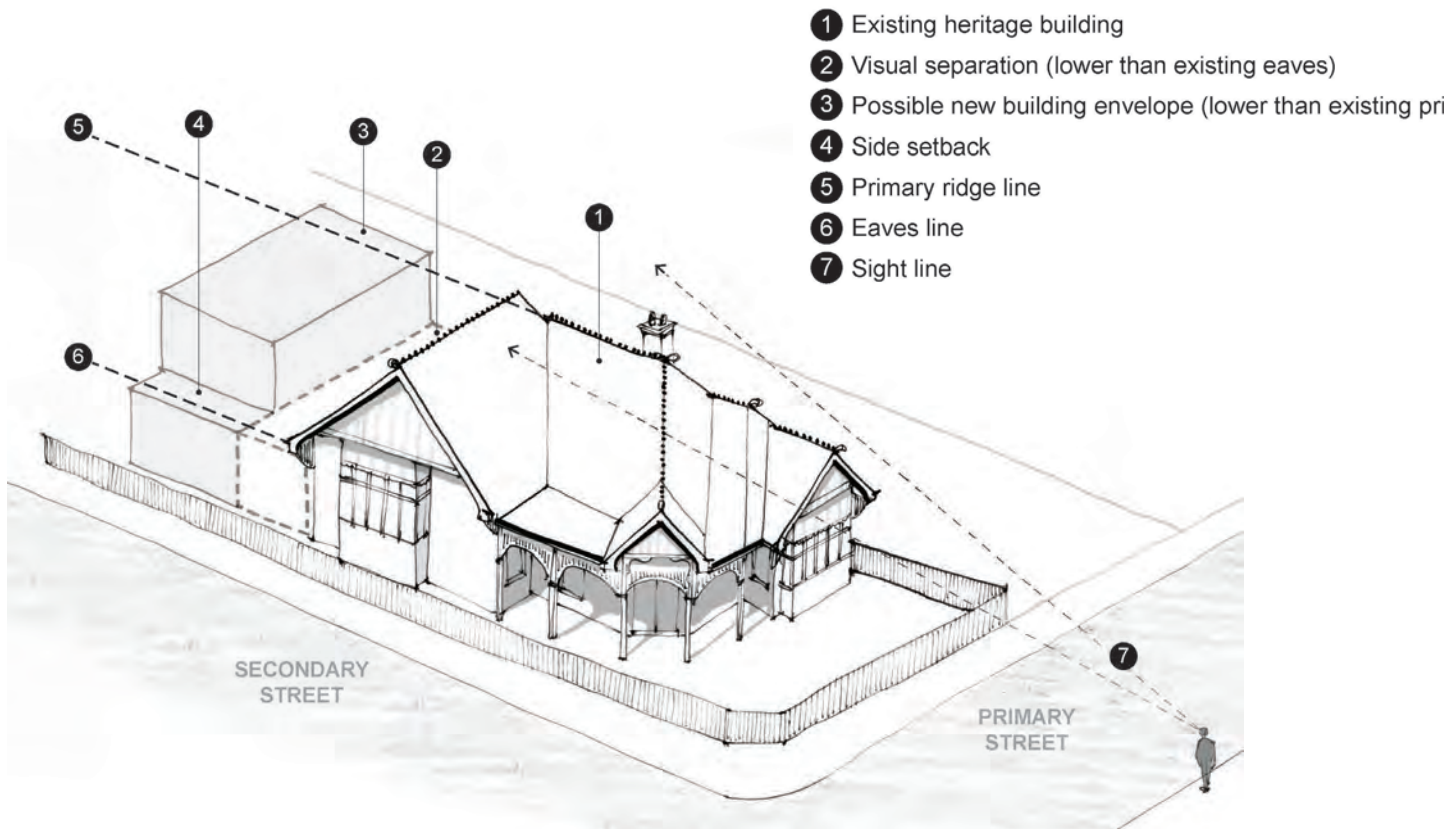 1 Existing heritage building
2 Visual separation (lower than existing eaves)
3 Possible new building envelope (lower than existing pri
4 Side setback
5 Primary ridge line
6 Eaves line
7 Sight line
5
4
3
2
1
6
7
SECONDARY
STREET
PRIMARY
STREET